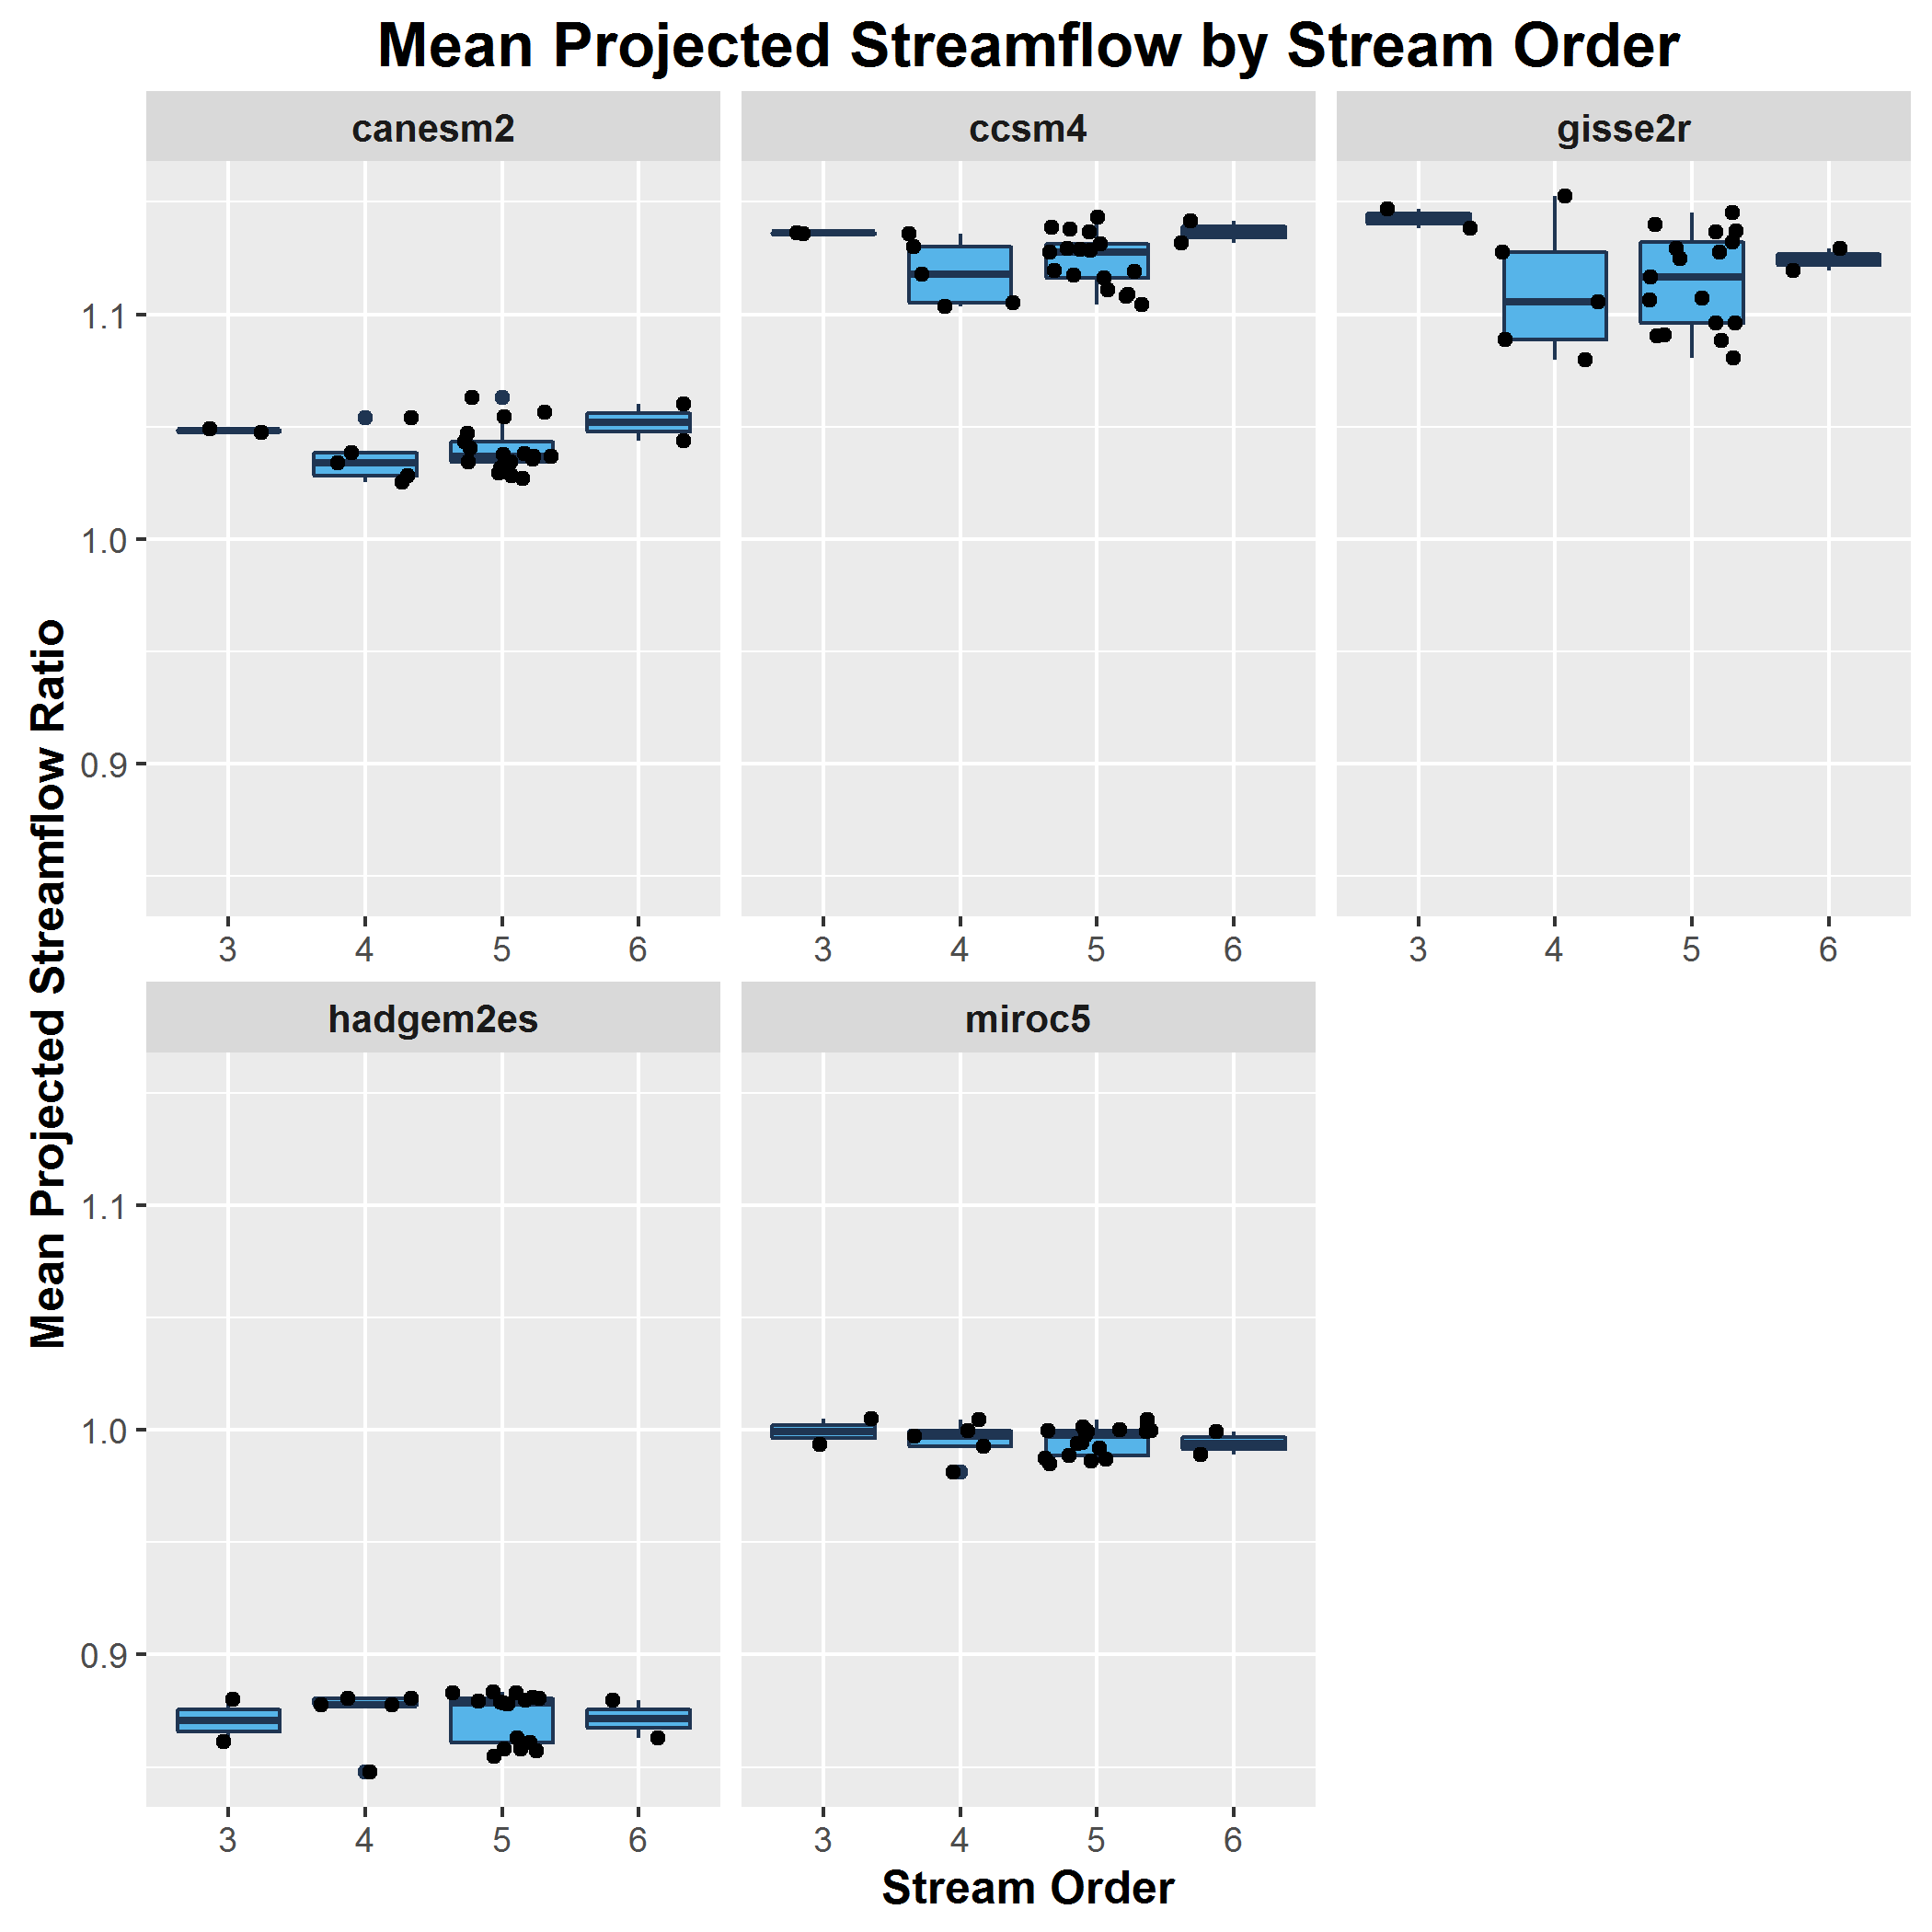 Mean Projected Streamflow by Stream Order
canesm2 ccsm4 gisse2r
1.1
1.0
0.9
3 4 5 6 3 4 5 6 3 4 5 6
Mean Projected Streamflow Ratio
hadgem2es miroc5
1.1
1.0
0.9
3 4 5 6 3 4 5 6
Stream Order